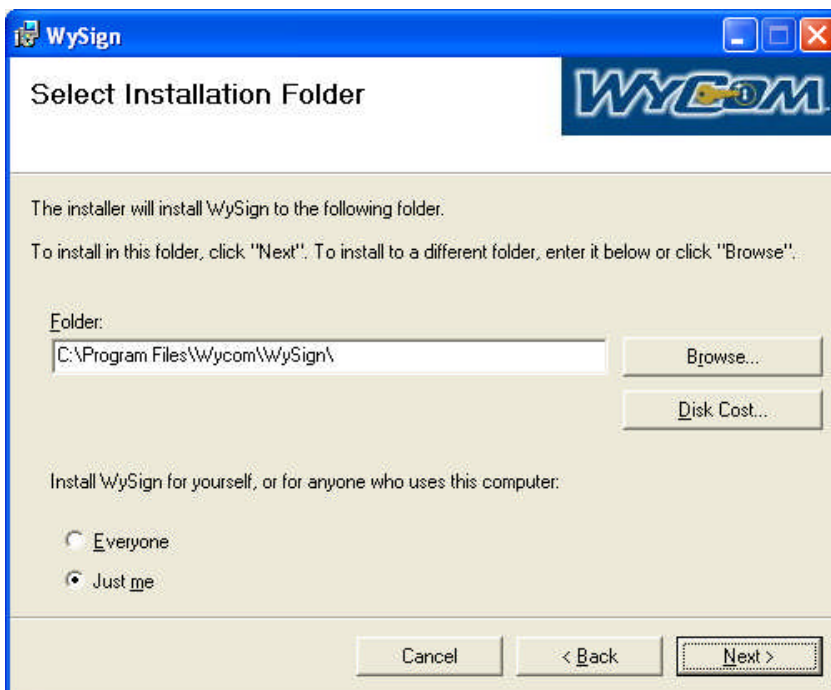 WySign
Select Installation Folder
WYCOM
The installer will install WySign to the following folder.
To install in this folder, click "Next". To install to a different folder, enter it below or click "Browse".
Folder:
C:\Program Files\Wycom\WySign\
Browse...
Disk Cost...
Install WySign for yourself, or for anyone who uses this computer:
Everyone
Just me
Cancel
< Back
Next >